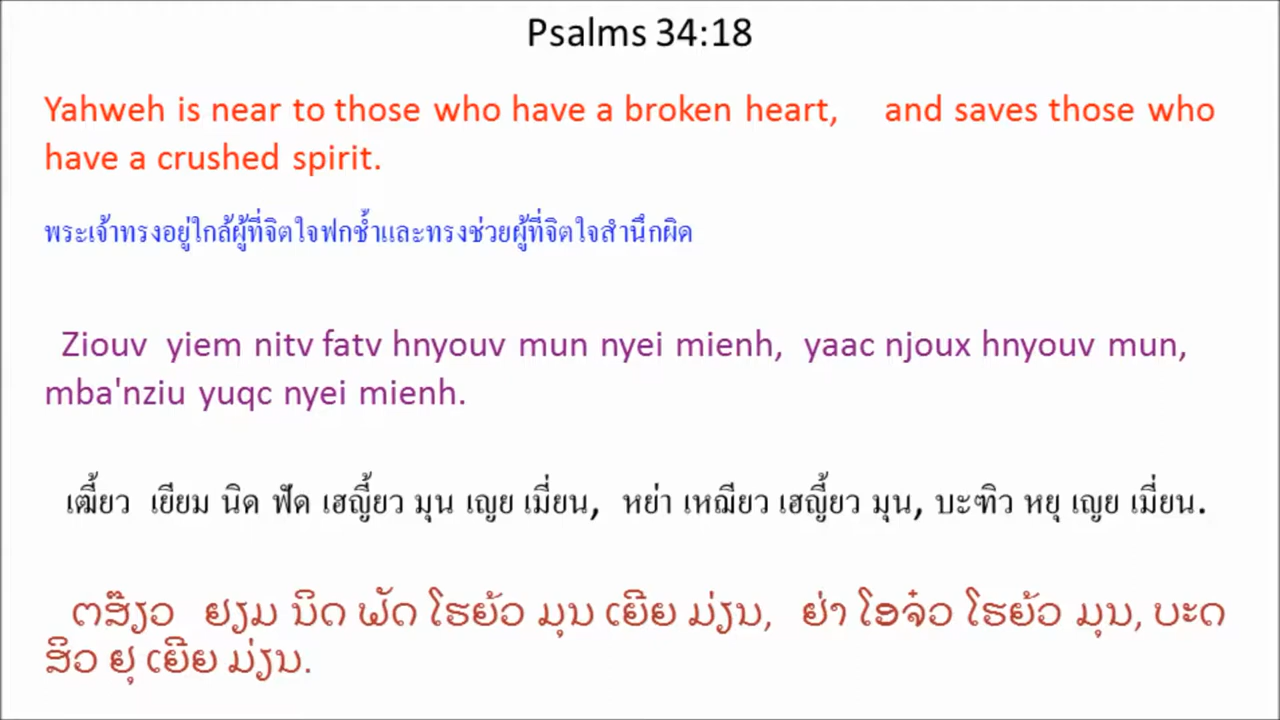 Psalms 34:18
Yahweh is near to those who have a broken heart, and saves those who
have a crushed spirit.
พระเจ้าทรงอยู่ใกล้ผู้ที่จิตใจฟกช้ำและทรงช่วยผู้ที่จิตใจสำนึกผิด
Ziouv yiem nitv fatv hnyouv mun nyei mienh, yaac njoux hnyouv mun,
mba'nziu yuqc nyei mienh.
เฒี้ยว เยียม นิด ฟัด เฮญี้ยว มุน เญย เมี่ยน, หย่า เหฌียว เฮญี้ยว มุน, บะฑิว หยุ เญย เมี่ยน.
ຕສ໊ຽວ ຢຽມ ນິດ ຟັດ ໂຮຍ້ວ ມຸນ ເຍີຍ ມ່ຽນ, ຢ່າ ໂອຈ໋ວ ໂຮຍ້ວ ມຸນ, ບະດ
ສິວ ຢຸ ເຍີຍ ມ່ຽນ.